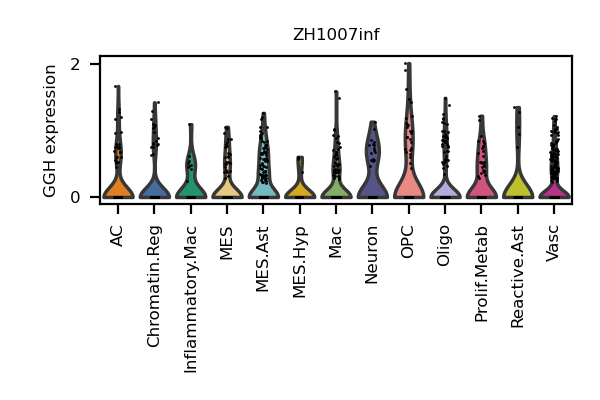 ZH1007inf
GGH expression
2
0
AC
Chromatin.Reg
Inflammatory.Mac
MES
MES.Ast
MES.Hyp
Mac
Neuron
OPC
Oligo
Prolif.Metab
Reactive.Ast
Vasc